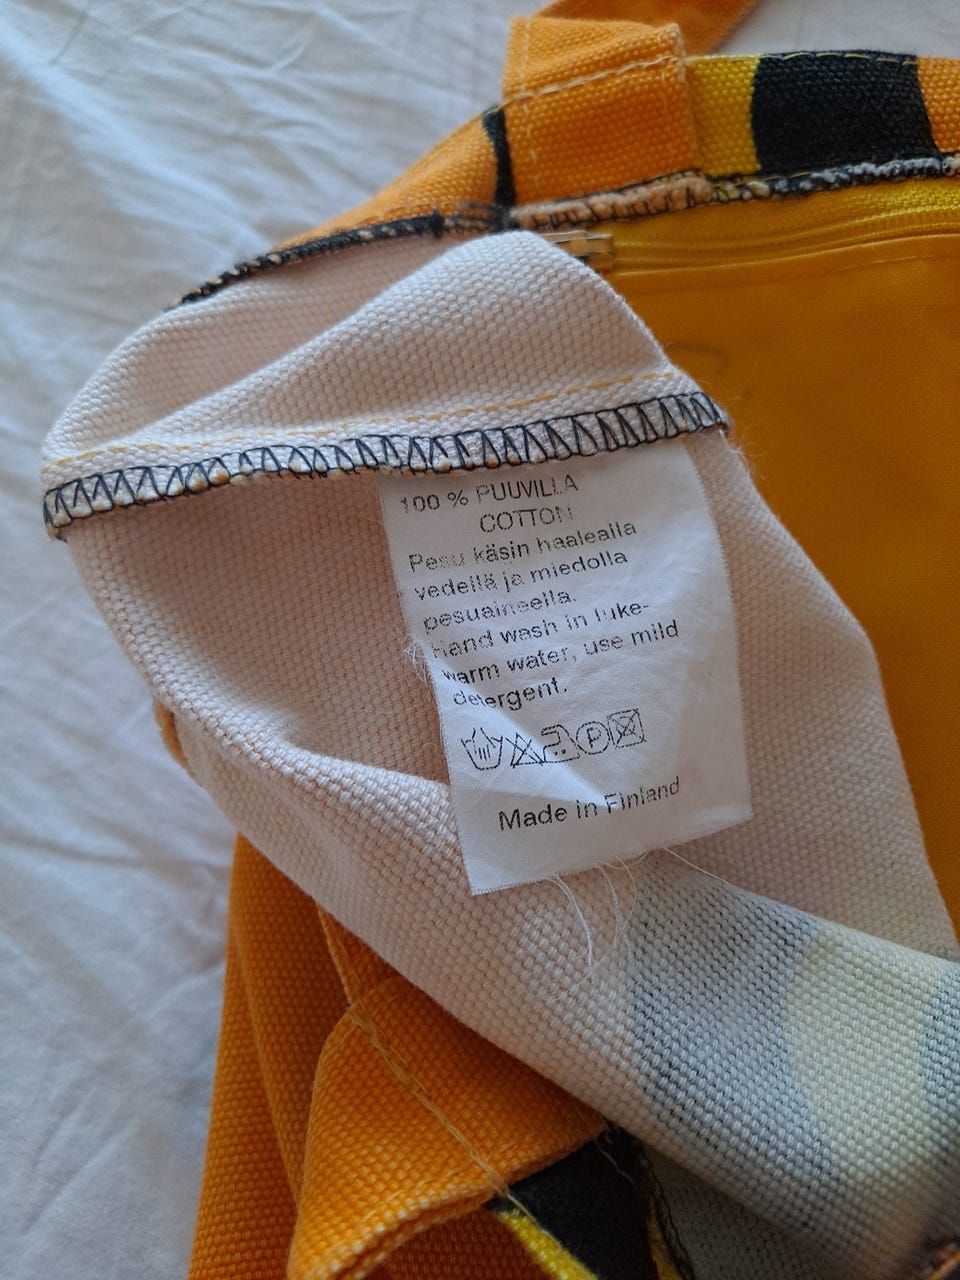 100 % PUUVILLA
COTTON
Pesu käsin haalealla
vedellä ja miedolla
pesuaineella.
hand wash in luke-
warm water, use mild
detergent.
P
Made in Finland